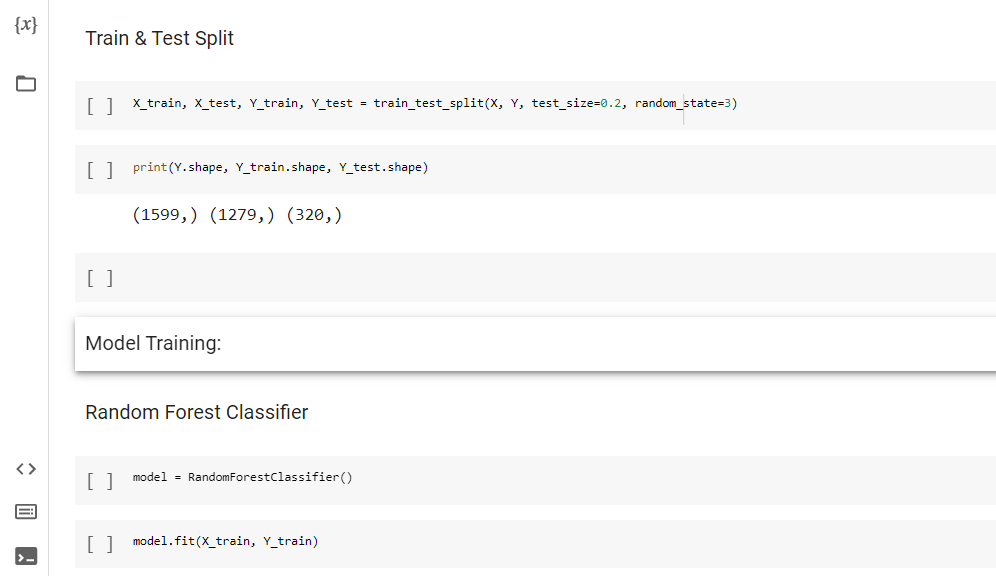 {x}
Train & Test Split
[ ] X_train, X_test, Y_train, Y_test = train_test_split(X, Y, test_size=0.2, random_state=3)
[ ] print(Y.shape, Y_train.shape, Y_test.shape)
(1599,) (1279,) (320,)
[ ]
Model Training:
Random Forest Classifier
[ ] model = RandomForestClassifier()
[ ] model.fit(X_train, Y_train)